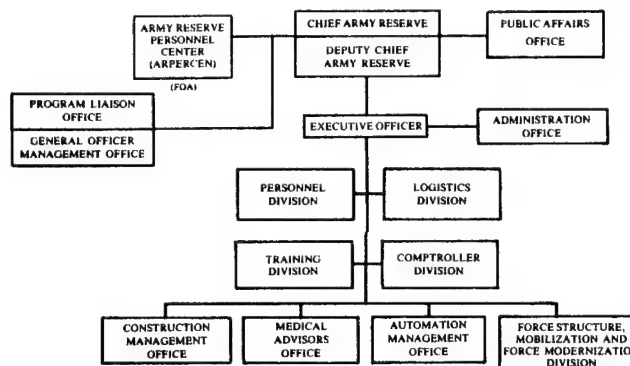 ARMY RESERVE
PERSONNEL
CENTER
(ARPERCEN)
(FOA)
CHIEF ARMY RESERVE
DEPUTY CHIEF
ARMY RESERVE
PUBLIC AFFAIRS
OFFICE
PROGRAM LIAISON
OFFICE
GENERAL OFFICER
MANAGEMENT OFFICE
EXECUTIVE OFFICER
ADMINISTRATION
OFFICE
PERSONNEL
DIVISION
LOGISTICS
DIVISION
TRAINING
DIVISION
COMPTROLLER
DIVISION
CONSTRUCTION
MANAGEMENT
OFFICE
MEDICAL
ADVISORS
OFFICE
AUTOMATION
MANAGEMENT
OFFICE
FORCE STRUCTURE,
MOBILIZATION AND
FORCE MODERNIZATION
DIVISION